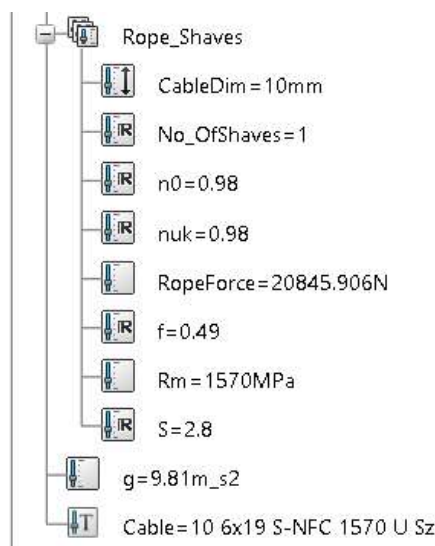 Rope_Shaves
CableDim=10mm
No_OfShaves=1
n0=0.98
nuk=0.98
RopeForce=20845.906N
f=0.49
Rm=1570MPa
S=2.8
g=9.81m_s2
Cable=10 6x19 S-NFC 1570 U Sz